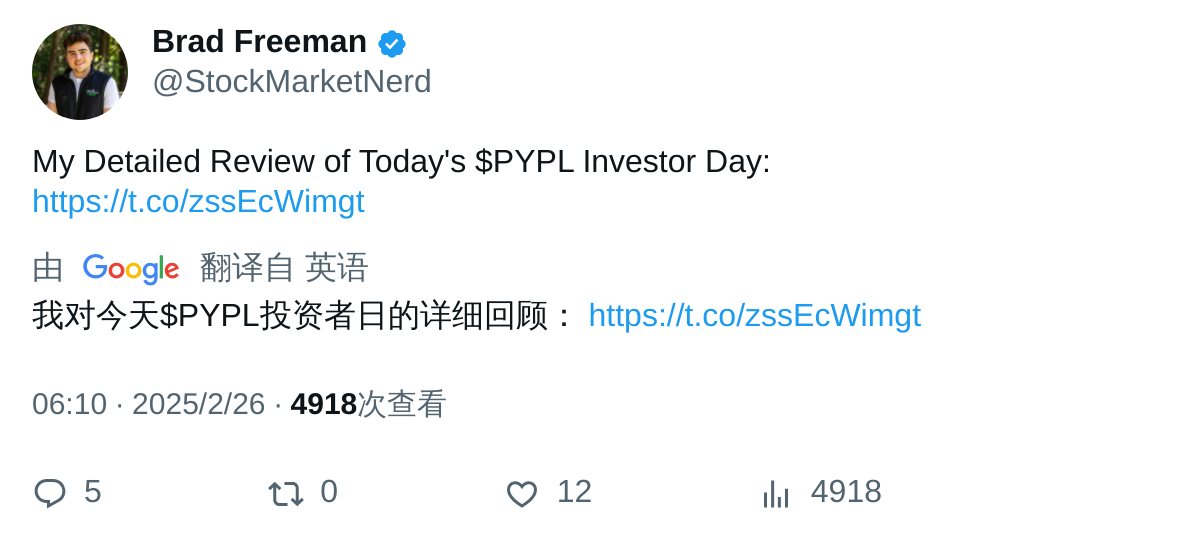 Brad Freeman
@StockMarketNerd
My Detailed Review of Today's $PYPL Investor Day:
https://t.co/zssEcWimgt
由 Google 翻译自 英语
我对今天$PYPL投资者日的详细回顾： https://t.co/zssEcWimgt
06:10 · 2025/2/26 · 4918次查看
5 0 12 4918